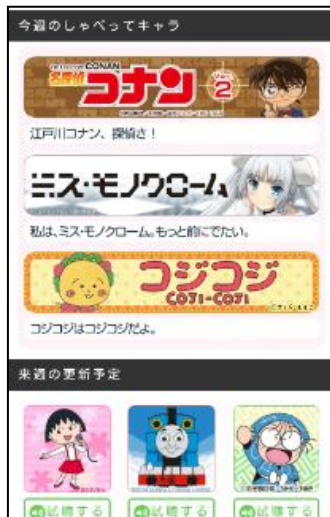 今週のしゃべってキャラ
CONAN
名探偵
コナン
2
江戸川コナン、探偵さ！
ミス・モノクローム
私は、ミス・モノクローム。もっと前にでたい。
コジコジ
COJI-COJI
コジコジはコジコジだよ。
来週の更新予定
試聴する
試聴する
試聴する